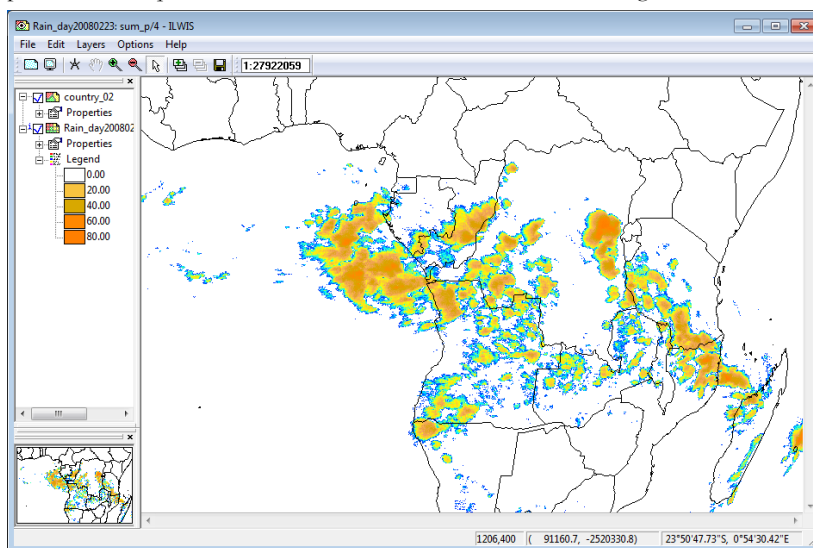 Rain_day20080223: sum_p/4 - ILWIS
File Edit Layers Options Help
1:27922059
country_02
Properties
Rain_day200802
Properties
Legend
0.00
20.00
40.00
60.00
80.00
1206,400 ( 91160.7, -2520330.8) 23°50'47.73"S, 0°54'30.42"E